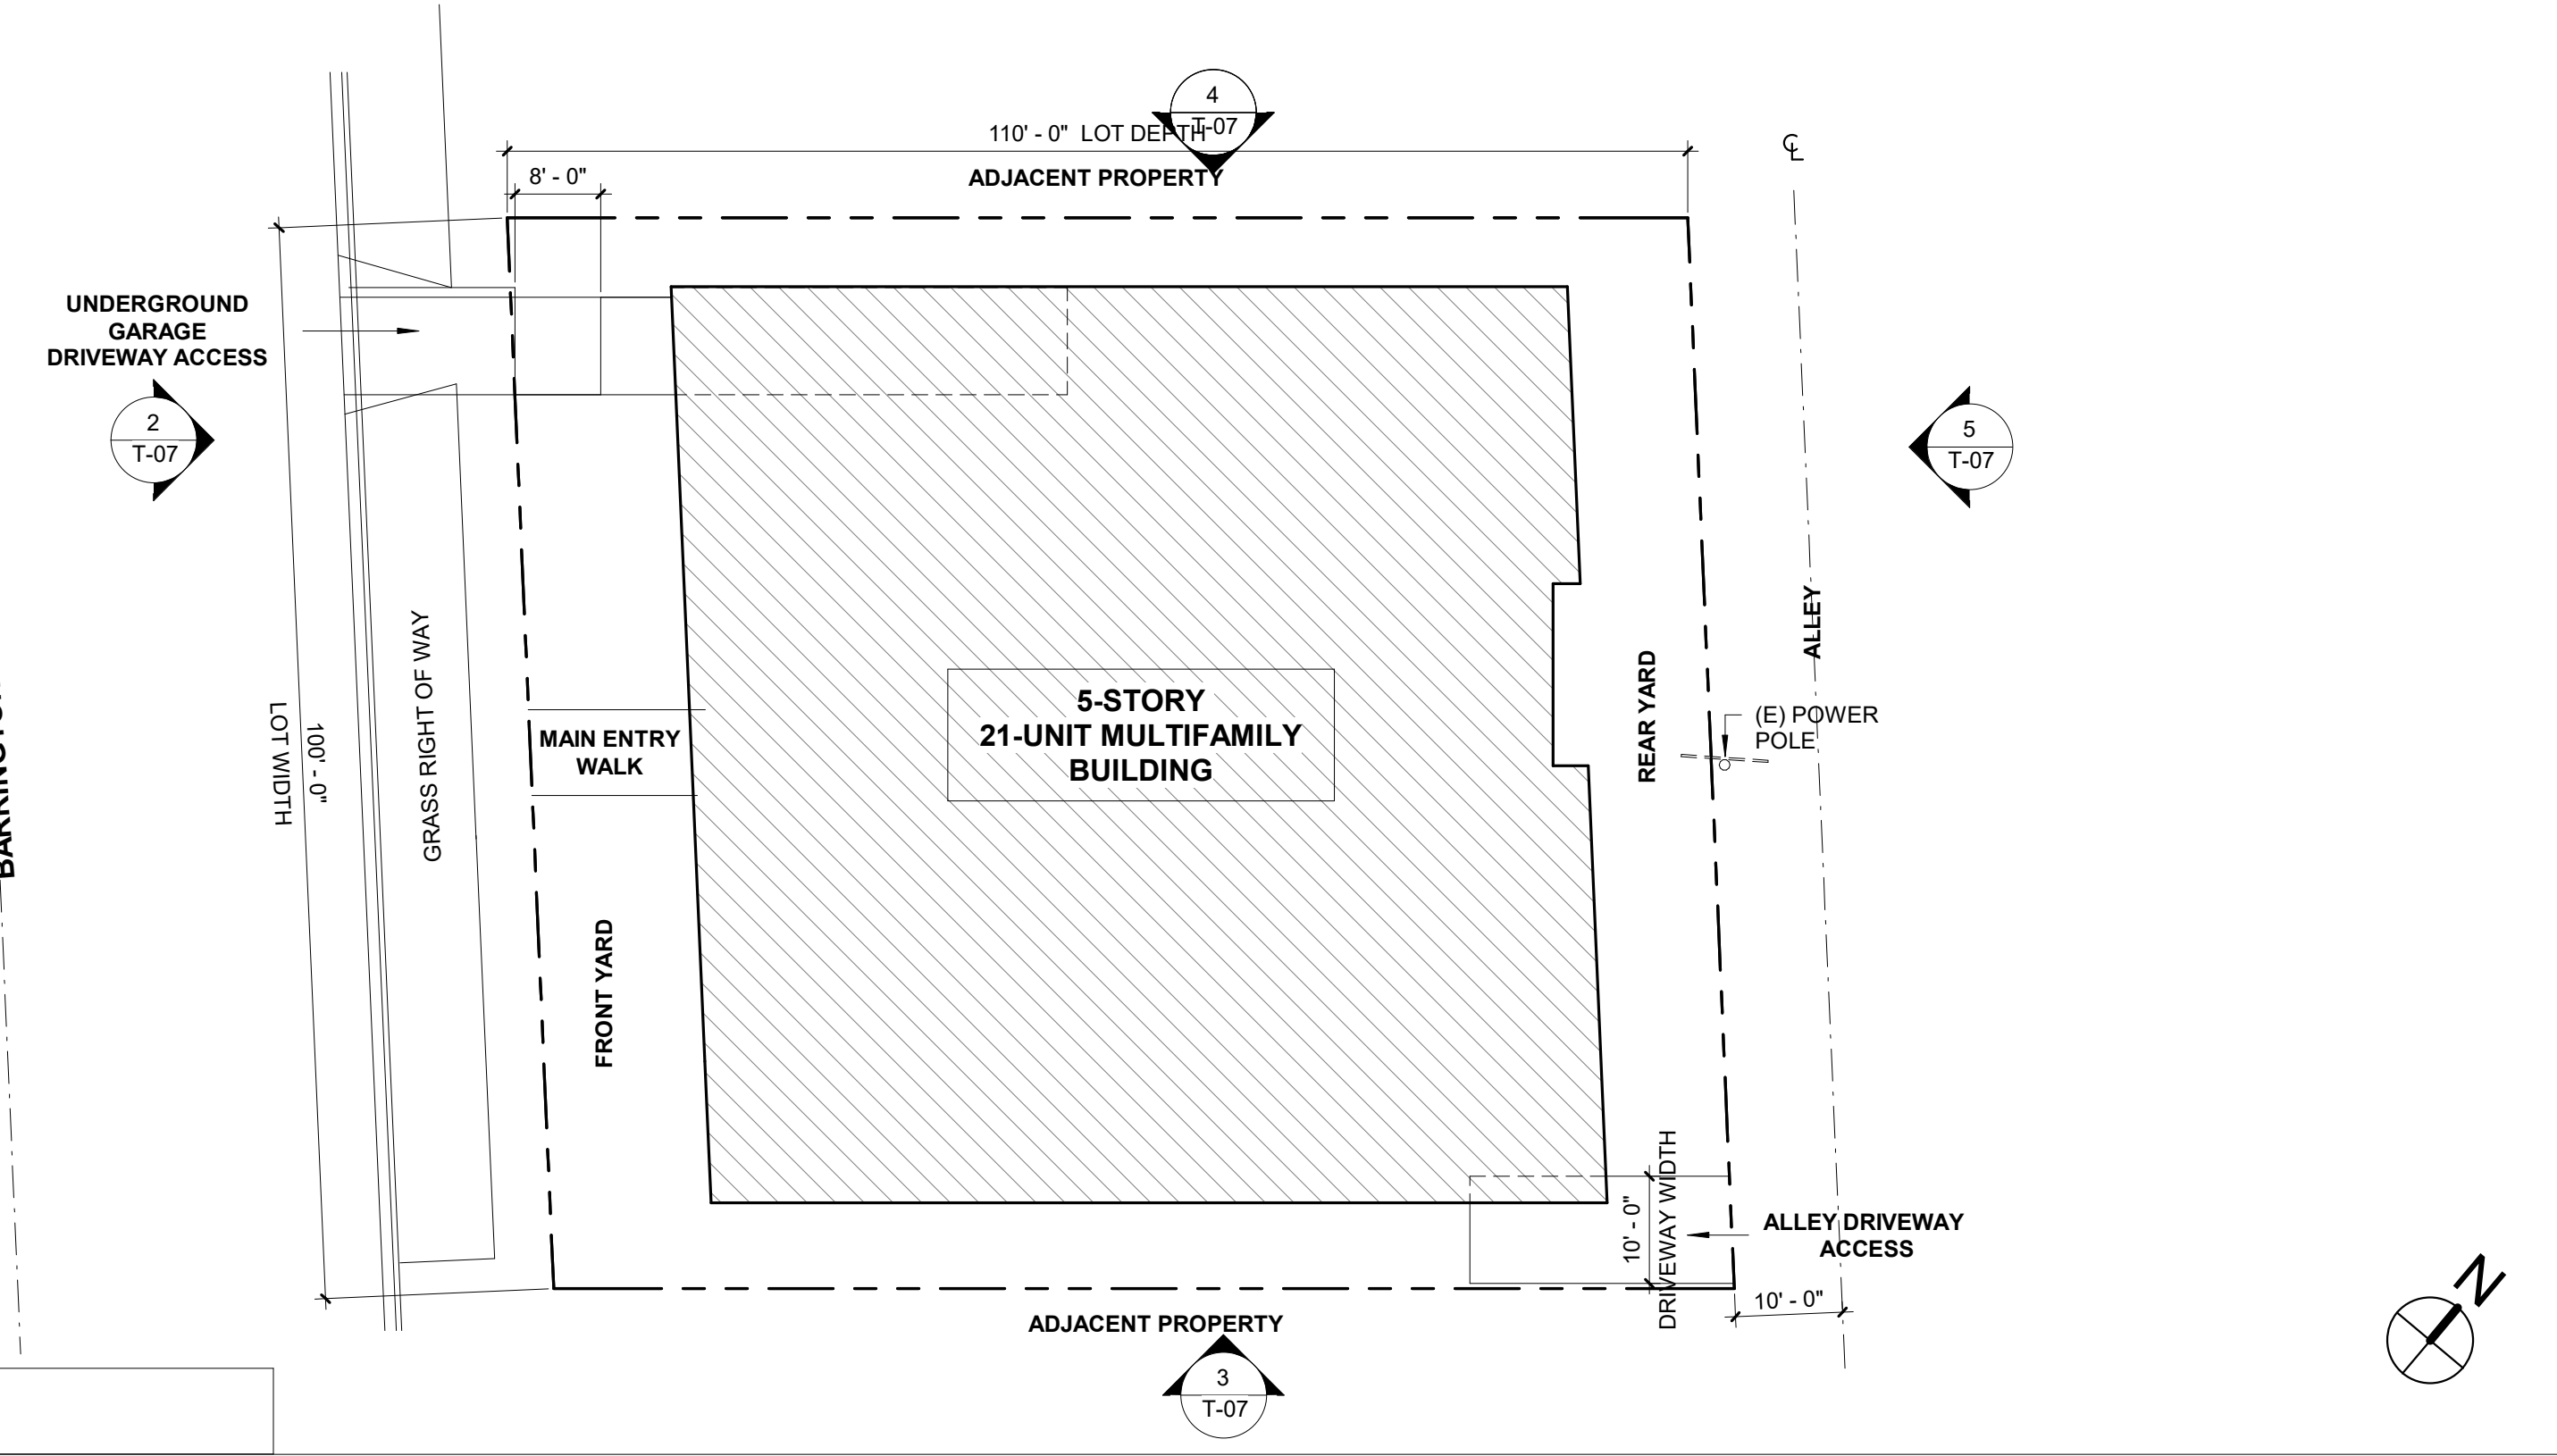 4
T-07
110' - 0" LOT DEPTH
8' - 0"
ADJACENT PROPERTY
℄
UNDERGROUND
GARAGE
DRIVEWAY ACCESS
2
T-07
5
T-07
100' - 0"
LOT WIDTH
GRASS RIGHT OF WAY
MAIN ENTRY
WALK
5-STORY
21-UNIT MULTIFAMILY
BUILDING
REAR YARD
ALLEY
(E) POWER
POLE
FRONT YARD
10' - 0"
DRIVEWAY WIDTH
ALLEY DRIVEWAY
ACCESS
10' - 0"
ADJACENT PROPERTY
3
T-07
N